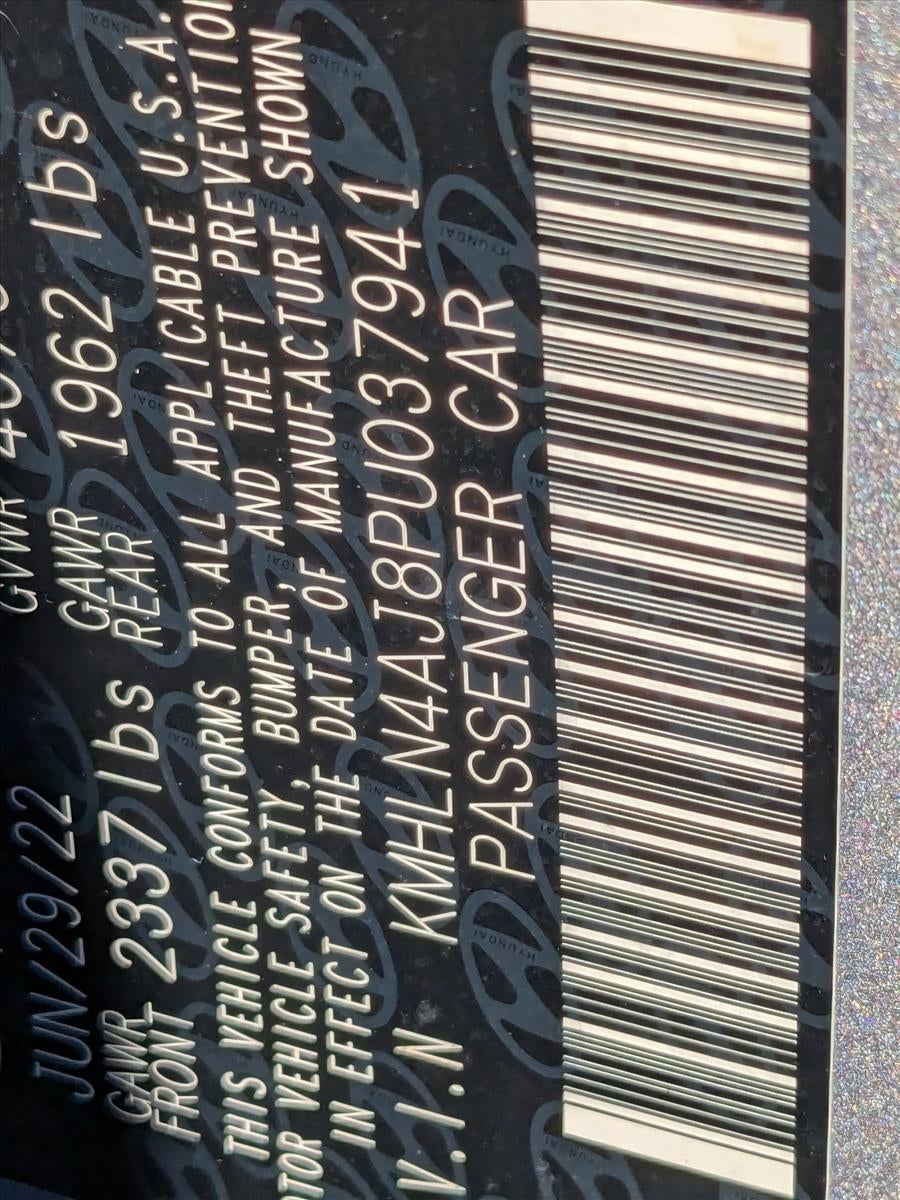 JUN/29/22 GVWR
GAWR FRONT 2337 lbs GAWR REAR 1962 lbs
THIS VEHICLE CONFORMS TO ALL APPLICABLE U.S.A.
VEHICLE SAFETY, BUMPER, AND THEFT PREVENTION
IN EFFECT ON THE DATE OF MANUFACTURE SHOWN
V.I.N KMHLN4AJ8PU037941
PASSENGER CAR